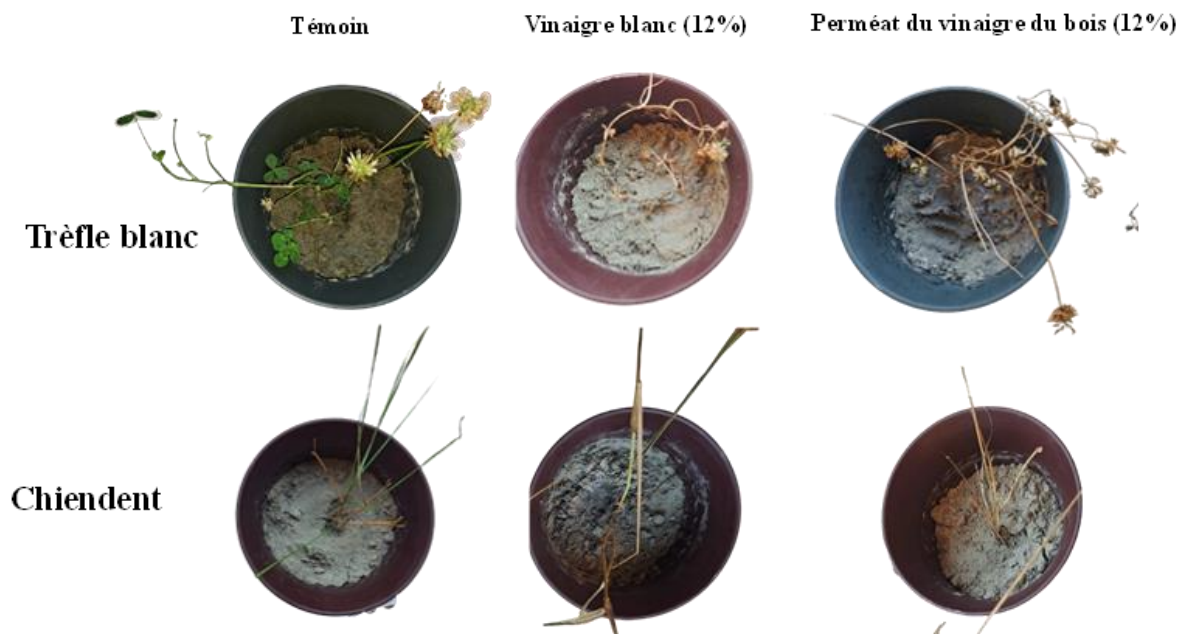 Témoin
Vinaigre blanc (12%)
Perméat du vinaigre du bois (12%)
Trèfle blanc
Chiendent